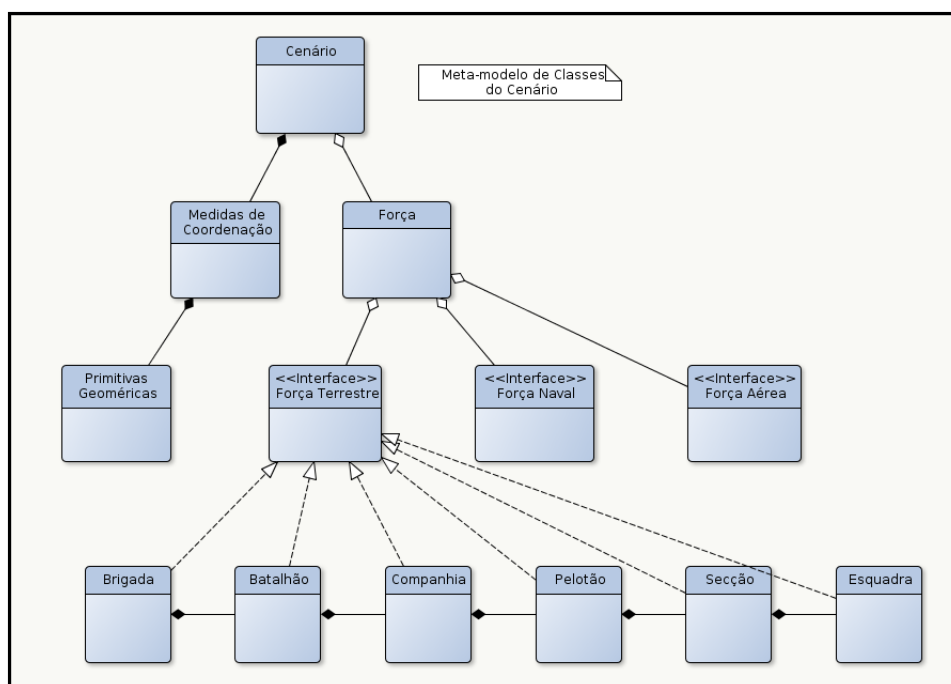 Cenário
Meta-modelo de Classes
do Cenário
Medidas de
Coordenação
Força
Primitivas
Geoméricas
<<Interface>>
Força Terrestre
<<Interface>>
Força Naval
<<Interface>>
Força Aérea
Brigada
Batalhão
Companhia
Pelotão
Secção
Esquadra